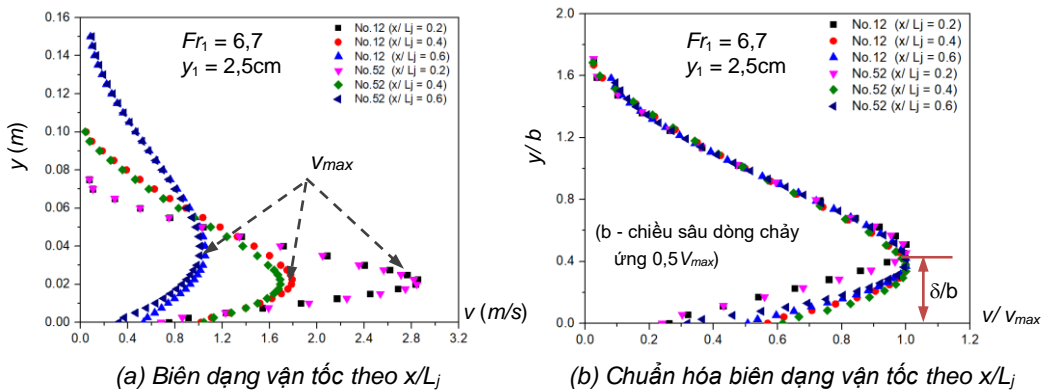 Fr₁ = 6,7
y₁ = 2,5cm
No.12 (x/ Lj = 0.2)
No.12 (x/ Lj = 0.4)
No.12 (x/ Lj = 0.6)
No.52 (x/ Lj = 0.2)
No.52 (x/ Lj = 0.4)
No.52 (x/ Lj = 0.6)
vmax
y (m)
0.16
0.14
0.12
0.10
0.08
0.06
0.04
0.02
0.00
0.0 0.4 0.8 1.2 1.6 2.0 2.4 2.8 3.2
v (m/s)
(a) Biên dạng vận tốc theo x/Lj
Fr₁ = 6,7
y₁ = 2,5cm
No.12 (x/ Lj = 0.2)
No.12 (x/ Lj = 0.4)
No.12 (x/ Lj = 0.6)
No.52 (x/ Lj = 0.2)
No.52 (x/ Lj = 0.4)
No.52 (x/ Lj = 0.6)
(b - chiều sâu dòng chảy
ứng 0,5Vmax)
δ/b
y/ b
2.0
1.6
1.2
0.8
0.4
0.0
0.0 0.2 0.4 0.6 0.8 1.0 1.2
v/ vmax
(b) Chuẩn hóa biên dạng vận tốc theo x/Lj